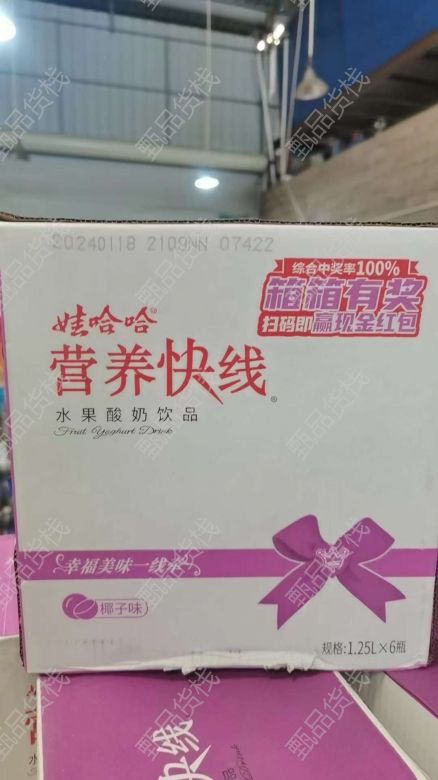 20240118 2109NN 07422
综合中奖率100%
箱箱有奖
扫码即赢现金红包
娃哈哈®
营养快线®
水果酸奶饮品
Fruit Yoghurt Drink
幸福美味一线牵
椰子味
规格:1.25L×6瓶
快线
甄品货栈